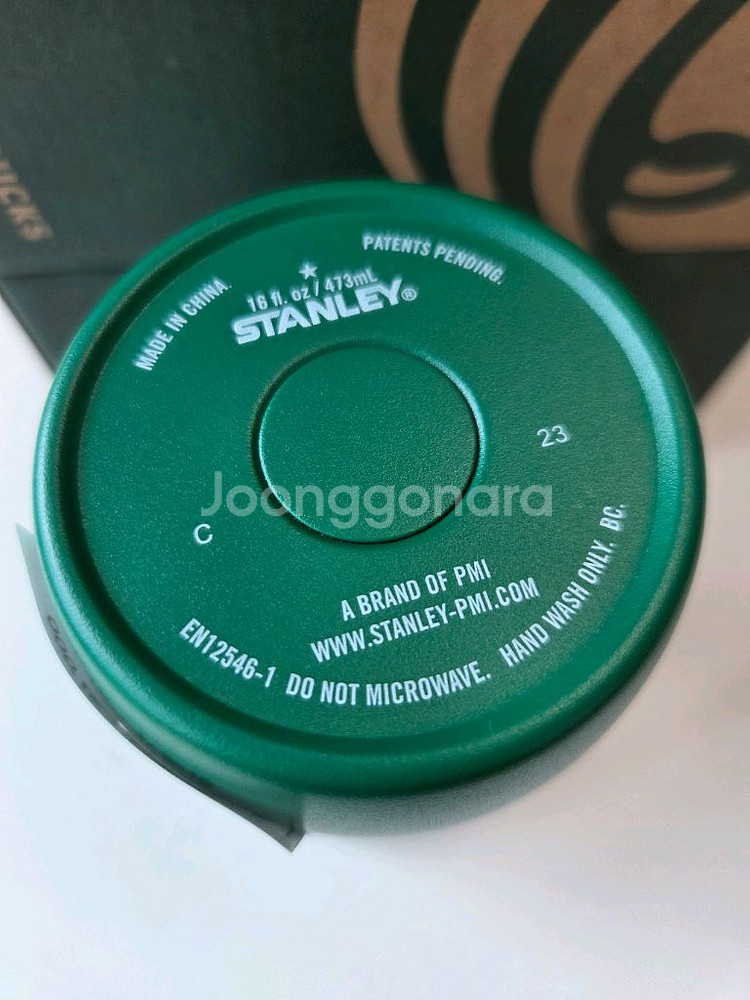 PATENTS PENDING.
MADE IN CHINA.
16 fl. oz / 473mL
STANLEY®
23
Joonggonara
C
A BRAND OF PMI
WWW.STANLEY-PMI.COM
EN12546-1 DO NOT MICROWAVE. HAND WASH ONLY. BC.